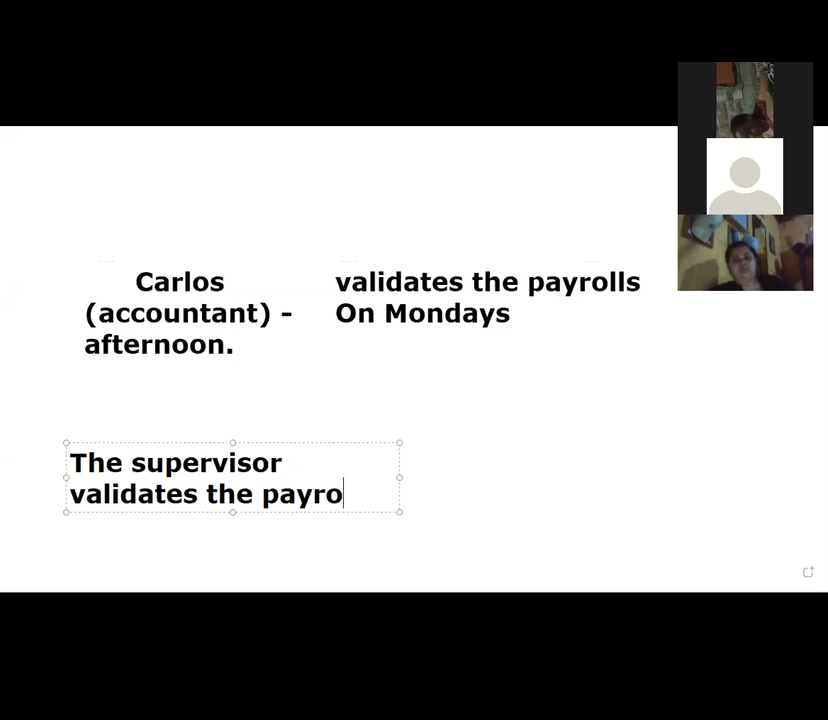 Carlos
(accountant) -
afternoon.
validates the payrolls
On Mondays
The supervisor
validates the payro